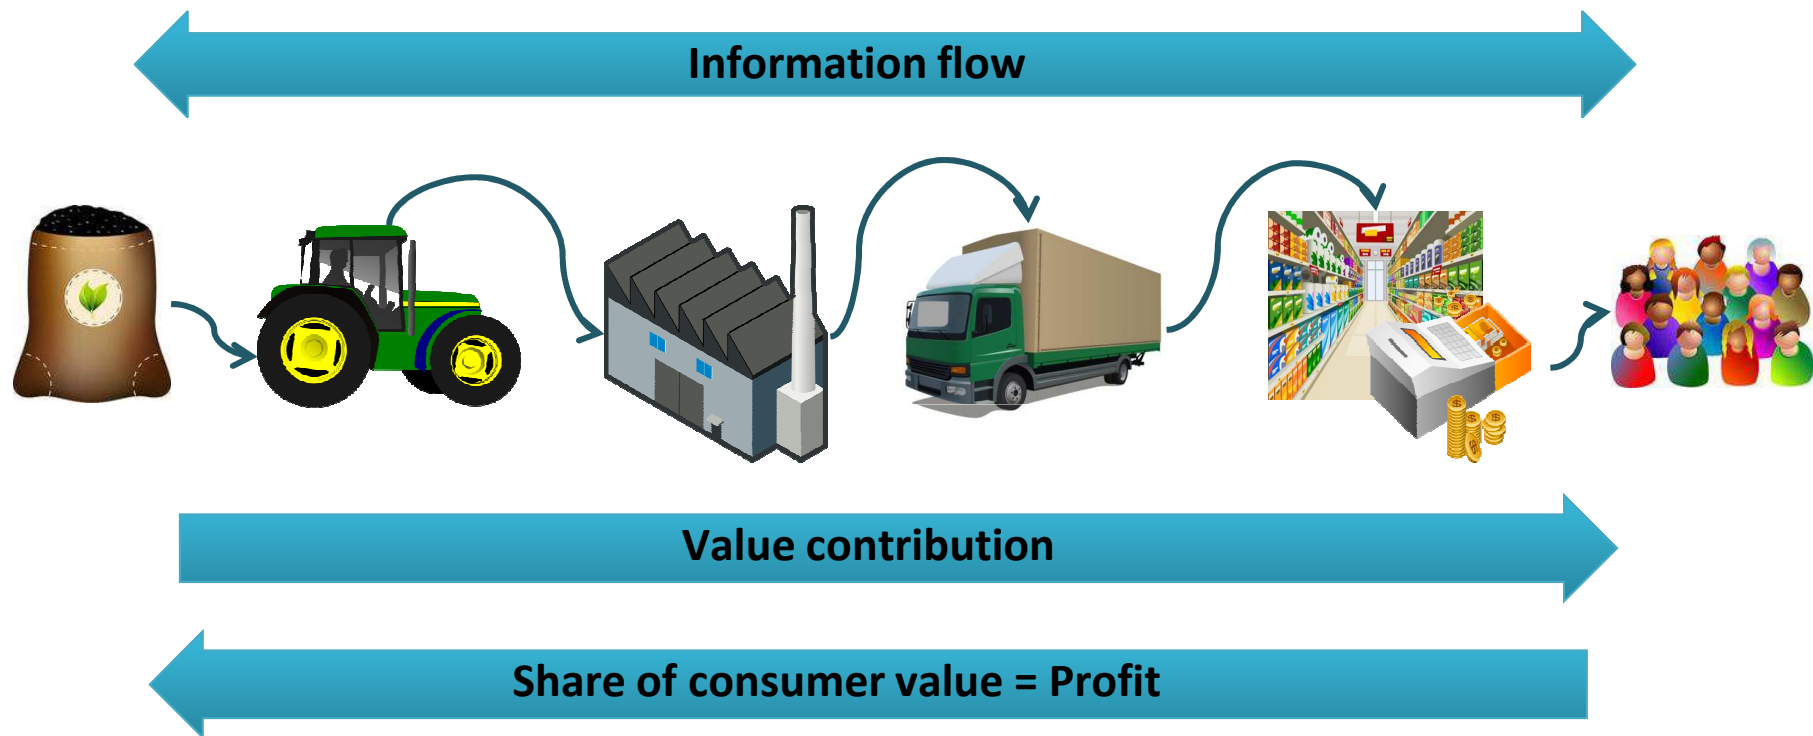 Information flow
Value contribution
Share of consumer value = Profit